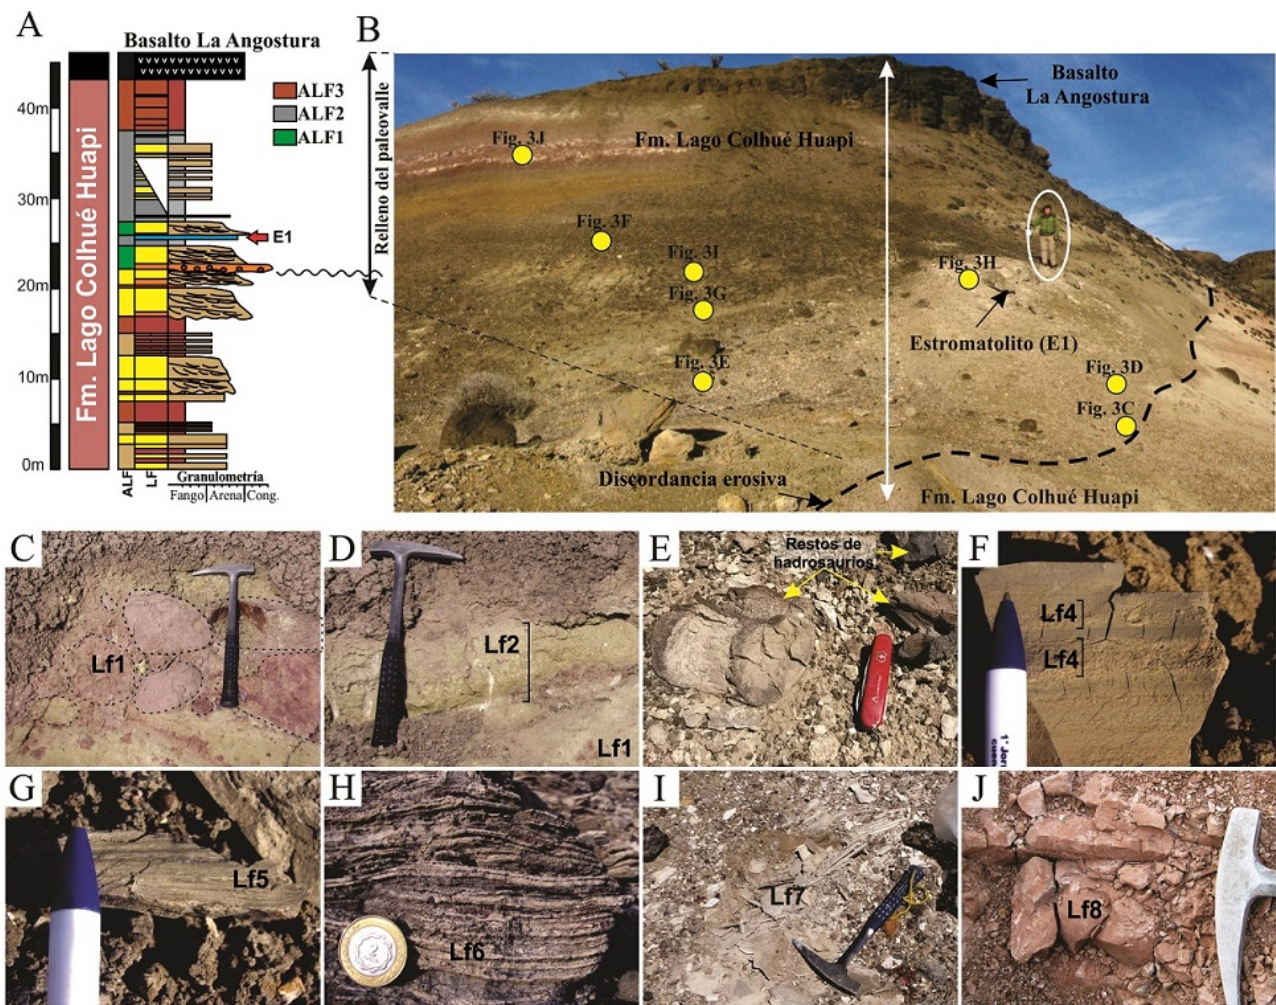 A
Basalto La Angostura
ALF3
ALF2
ALF1
40m
30m
20m
10m
0m
Fm. Lago Colhué Huapi
E1
ALF
LF
Granulometría
Fango
Arena
Cong.
Relleno del paleovalle
B
Basalto
La Angostura
Fm. Lago Colhué Huapi
Fig. 3J
Fig. 3F
Fig. 3I
Fig. 3G
Fig. 3H
Fig. 3E
Estromatolito (E1)
Fig. 3D
Fig. 3C
Discordancia erosiva
Fm. Lago Colhué Huapi
C
Lf1
D
Lf2
Lf1
E
Restos de
hadrosaurios
F
Lf4
Lf4
G
Lf5
H
Lf6
2
I
Lf7
J
Lf8